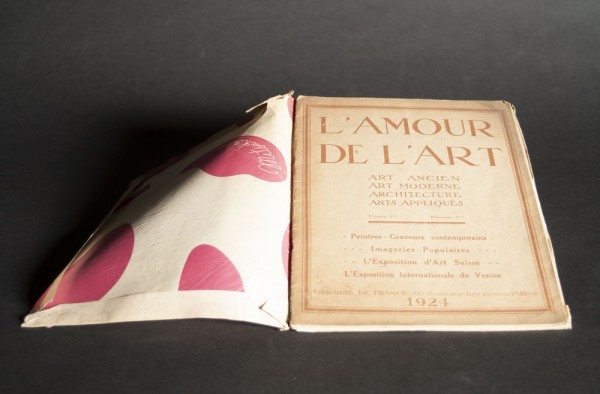 L'AMOUR
DE L'ART
ART ANCIEN
ART MODERNE
ARCHITECTURE
ARTS APPLIQUÉS
- Peintres - Graveurs contemporains -
- - - Imageries Populaires - - -
- - L'Exposition d'Art Suisse - -
L'Exposition Internationale de Venise
LIBRAIRIE DE FRANCE
1924